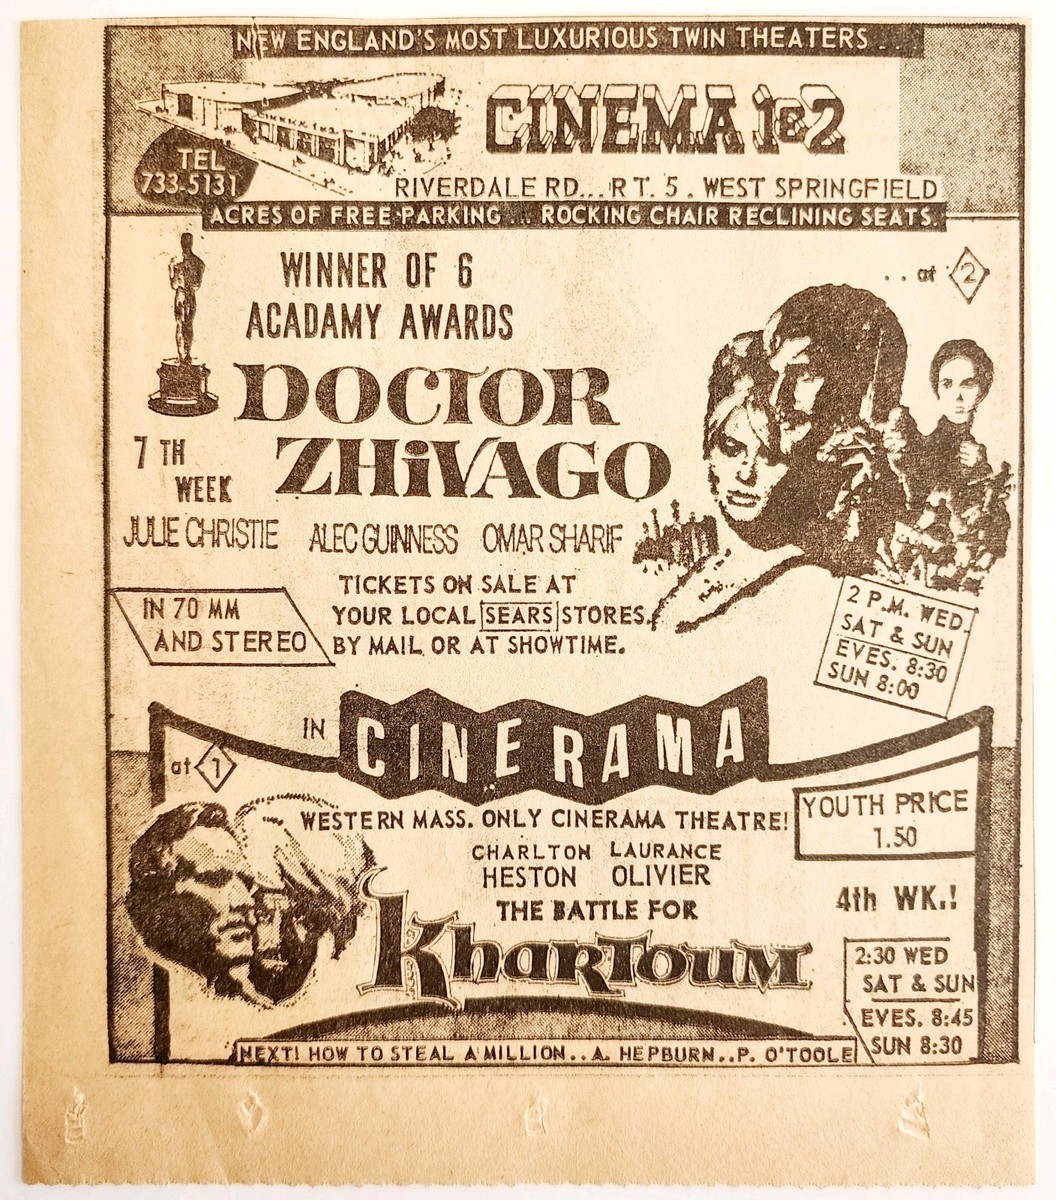 NEW ENGLAND'S MOST LUXURIOUS TWIN THEATERS . .
CINEMA 1&2
TEL.
733-5131
RIVERDALE RD...RT. 5 . WEST SPRINGFIELD
ACRES OF FREE PARKING ... ROCKING CHAIR RECLINING SEATS.
WINNER OF 6
ACADAMY AWARDS
. . at 2
DOCTOR
ZHiVAGO
7 TH
WEEK
JULIE CHRISTIE ALEC GUINNESS OMAR SHARIF
IN 70 MM
AND STEREO
TICKETS ON SALE AT
YOUR LOCAL SEARS STORES.
BY MAIL OR AT SHOWTIME.
2 P.M. WED.
SAT & SUN
EVES. 8:30
SUN 8:00
IN CINERAMA
at 1
WESTERN MASS. ONLY CINERAMA THEATRE!
YOUTH PRICE
1.50
CHARLTON LAURANCE
HESTON OLIVIER
THE BATTLE FOR
Khartoum
4th WK.!
2:30 WED
SAT & SUN
EVES. 8:45
SUN 8:30
NEXT! HOW TO STEAL A MILLION..A. HEPBURN..P. O'TOOLE